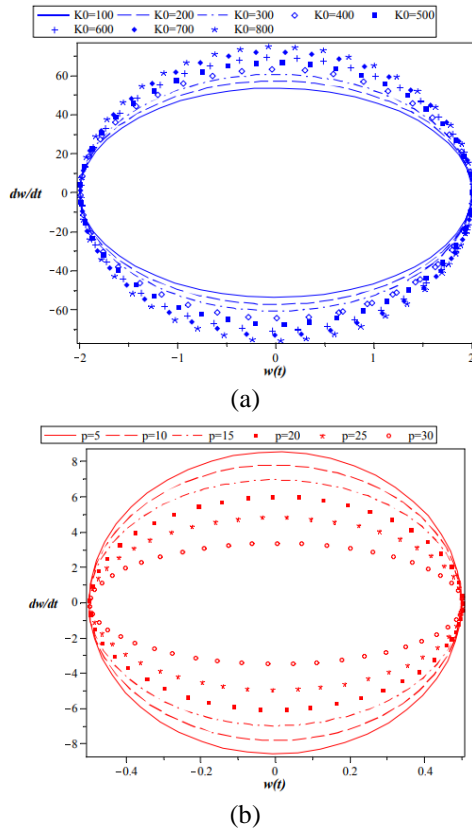 K0=100 K0=200 K0=300 K0=400 K0=500
K0=600 K0=700 K0=800
60
40
20
dw/dt 0
−20
−40
−60
−2 −1 0 1 2
w(t)
(a)
p=5 p=10 p=15 p=20 p=25 p=30
8
6
4
2
dw/dt 0
−2
−4
−6
−8
−0.4 −0.2 0 0.2 0.4
w(t)
(b)